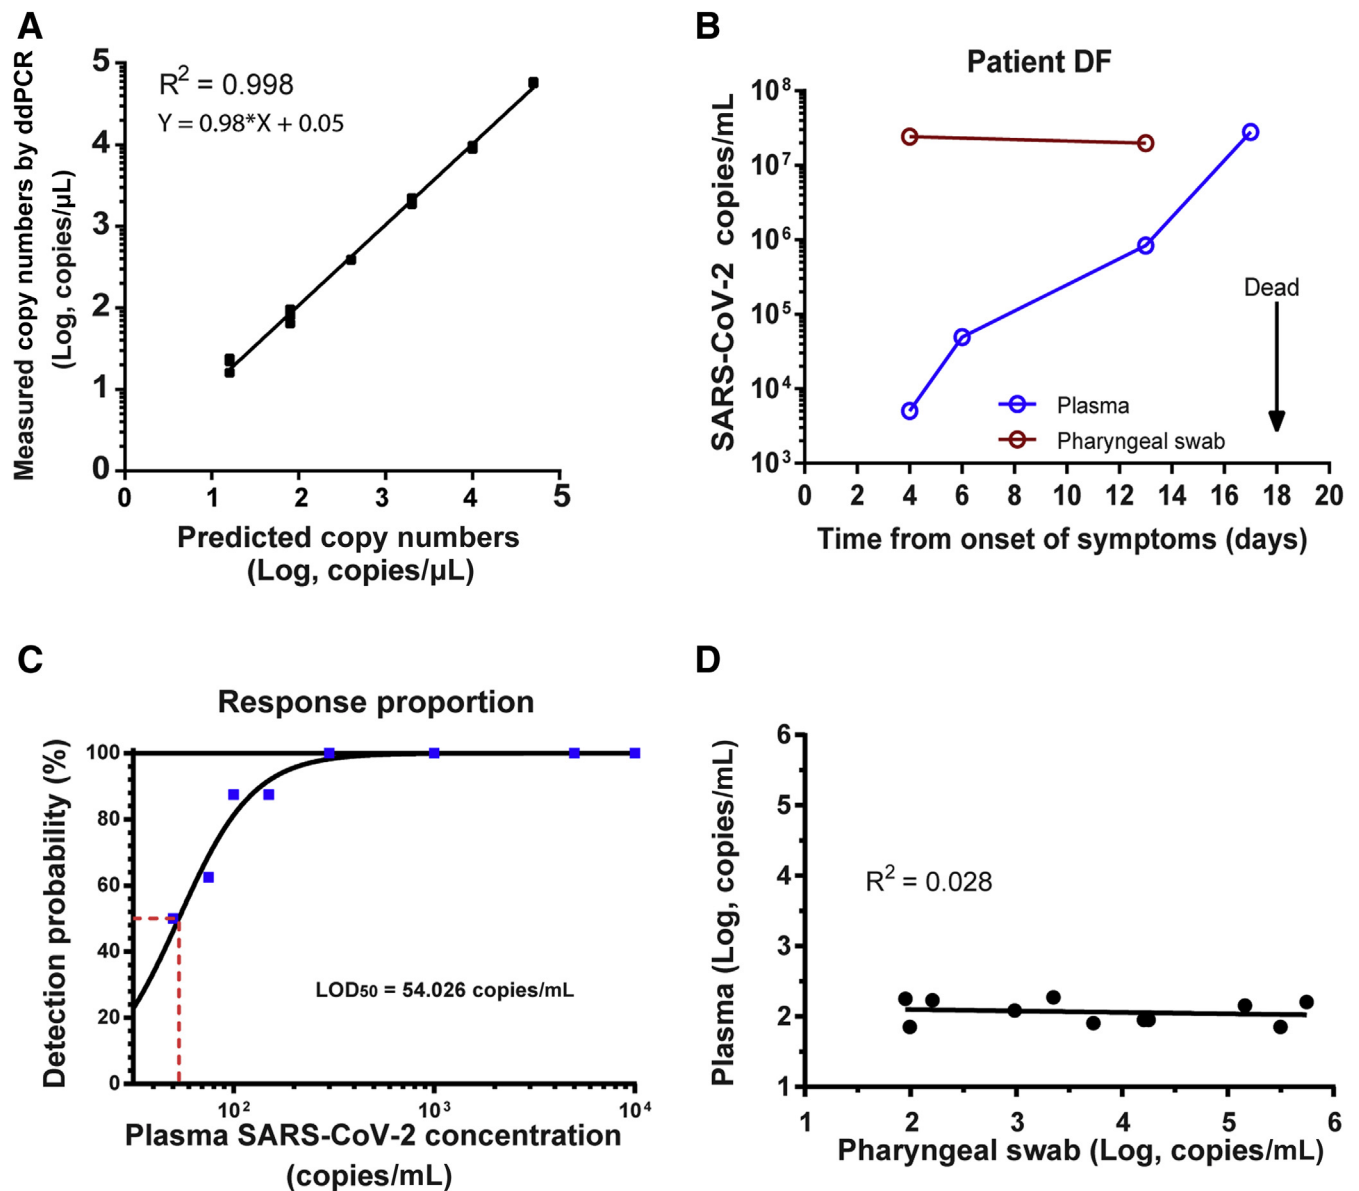 A
R² = 0.998
Y = 0.98*X + 0.05
Measured copy numbers by ddPCR
(Log, copies/µL)
5
4
3
2
1
0
0 1 2 3 4 5
Predicted copy numbers
(Log, copies/µL)
B
Patient DF
SARS-CoV-2 copies/mL
10⁸
10⁷
10⁶
10⁵
10⁴
10³
Dead
Plasma
Pharyngeal swab
0 2 4 6 8 10 12 14 16 18 20
Time from onset of symptoms (days)
C
Response proportion
Detection probability (%)
100
80
60
40
20
0
LOD₅₀ = 54.026 copies/mL
10² 10³ 10⁴
Plasma SARS-CoV-2 concentration
(copies/mL)
D
Plasma (Log, copies/mL)
6
5
4
3
2
1
R² = 0.028
1 2 3 4 5 6
Pharyngeal swab (Log, copies/mL)